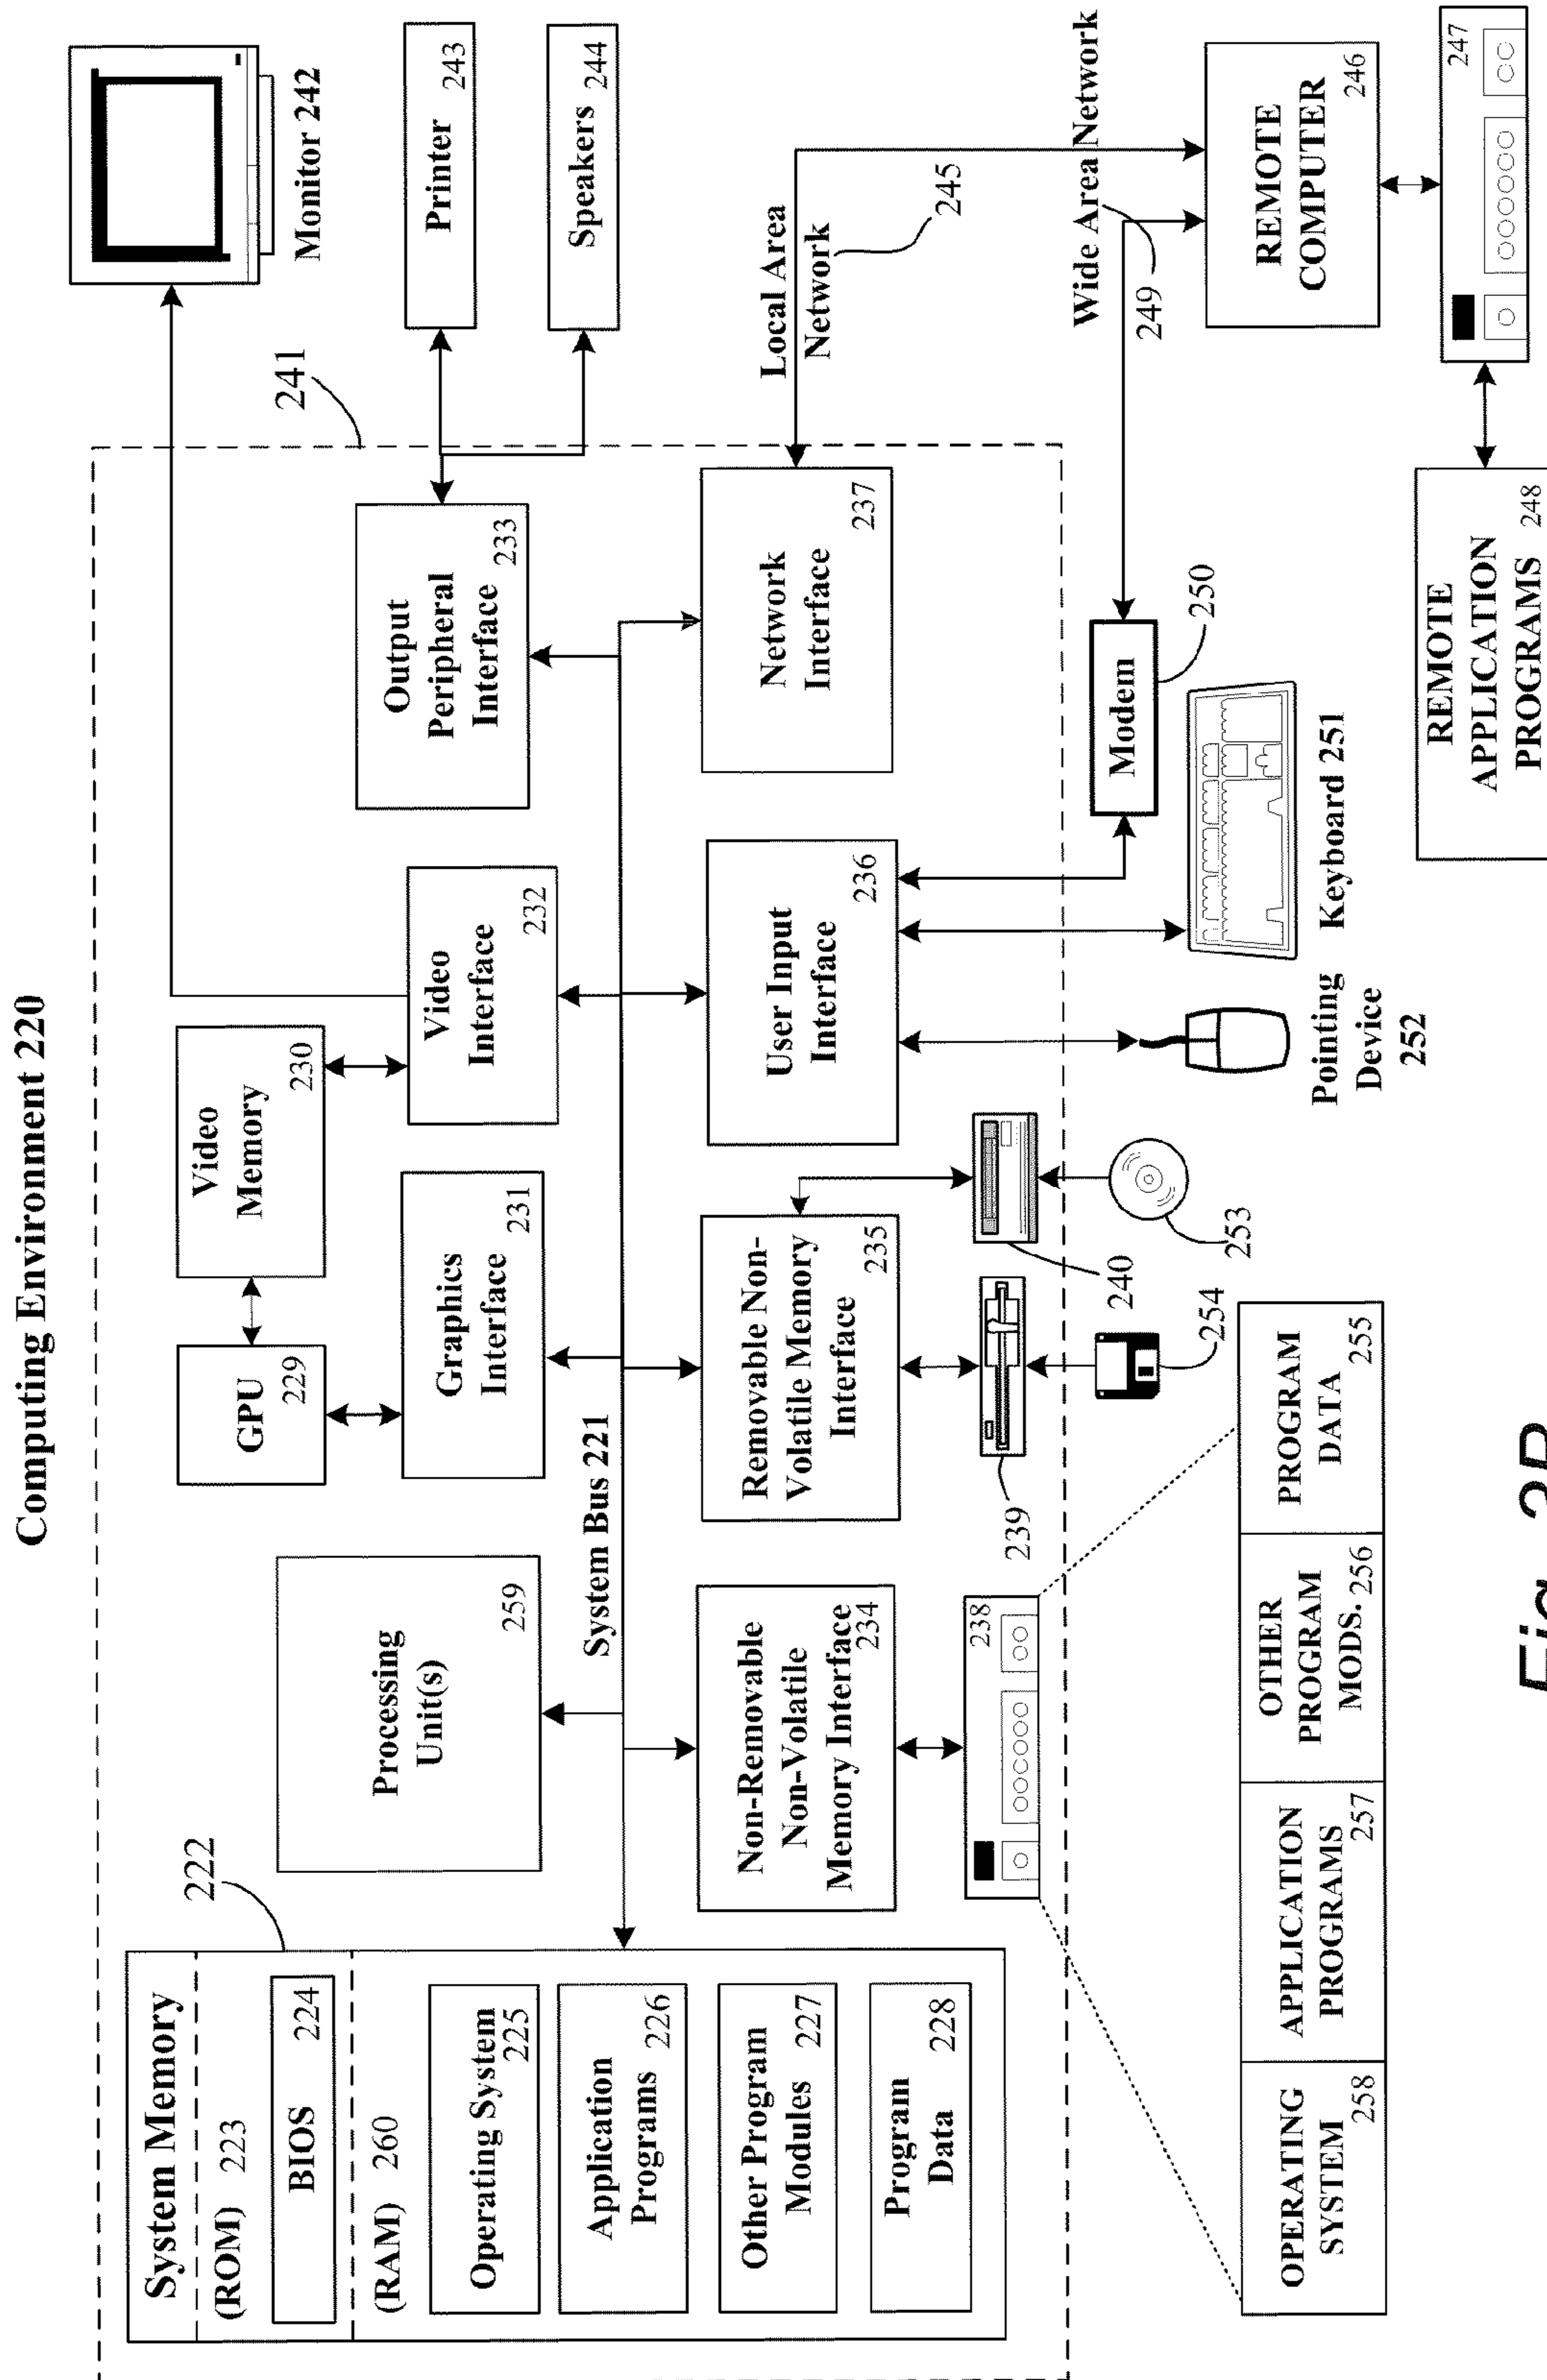 Computing Environment 220
System Memory
(ROM) 223
BIOS 224
(RAM) 260
Operating System
225
Application
Programs 226
Other Program
Modules 227
Program
Data 228
222
Processing
Unit(s)
259
GPU
229
Video
Memory
230
Graphics
Interface
231
Video
Interface
232
Output
Peripheral
Interface 233
241
Monitor 242
Printer 243
Speakers 244
System Bus 221
Non-Removable
Non-Volatile
Memory Interface
234
Removable Non-
Volatile Memory
Interface 235
User Input
Interface
236
Network
Interface
237
Local Area
Network
245
238
239
240
254
253
Pointing
Device
252
Keyboard 251
Modem
250
Wide Area Network
249
REMOTE
COMPUTER
246
247
REMOTE
APPLICATION
PROGRAMS 248
OPERATING
SYSTEM
258
APPLICATION
PROGRAMS
257
OTHER
PROGRAM
MODS. 256
PROGRAM
DATA
255